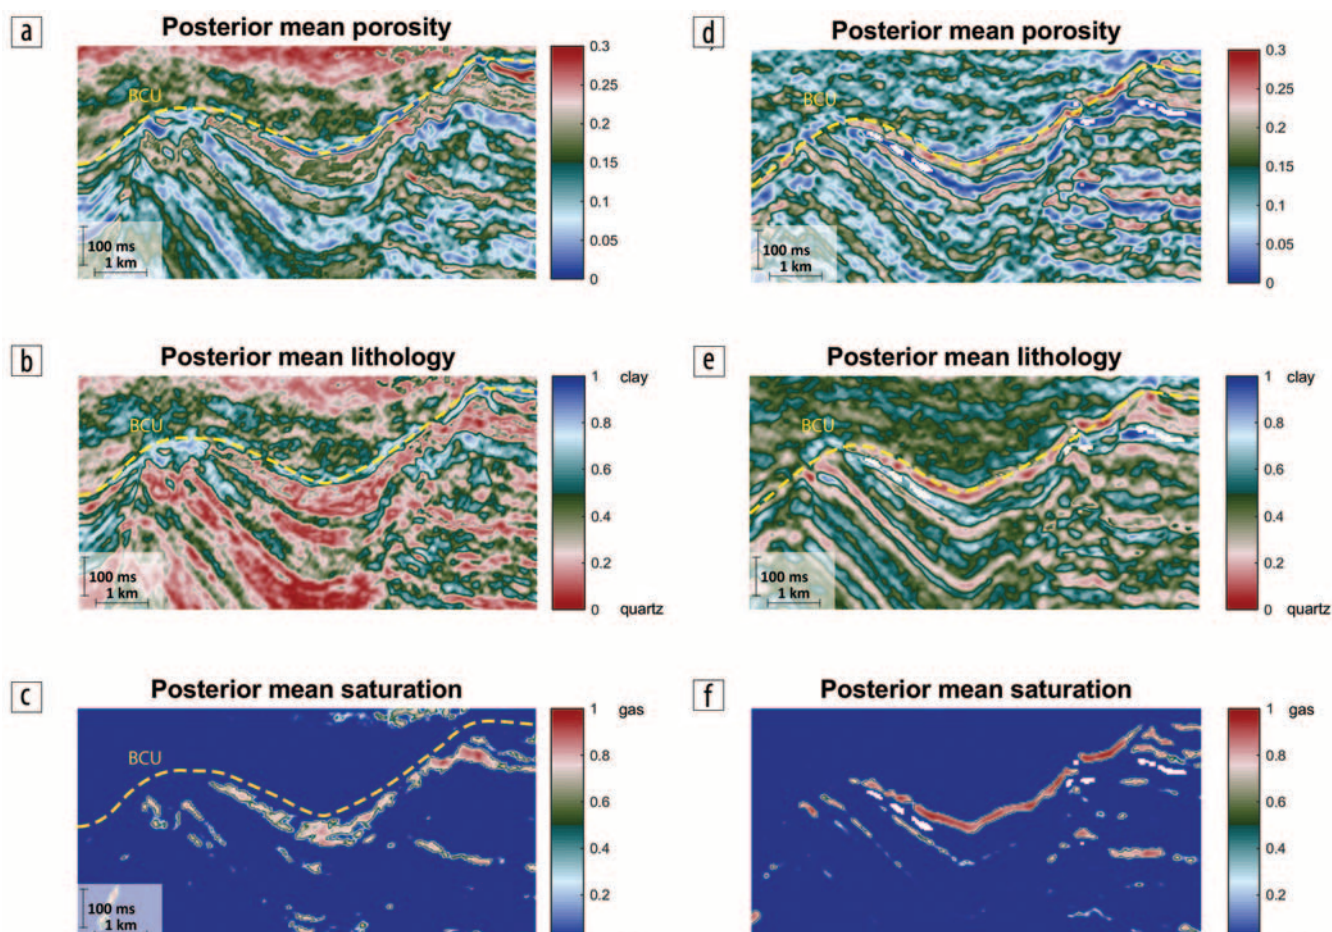 a
Posterior mean porosity
BCU
100 ms
1 km
0.3
0.25
0.2
0.15
0.1
0.05
0
d
Posterior mean porosity
BCU
100 ms
1 km
0.3
0.25
0.2
0.15
0.1
0.05
0
b
Posterior mean lithology
BCU
100 ms
1 km
1 clay
0.8
0.6
0.4
0.2
0 quartz
e
Posterior mean lithology
BCU
100 ms
1 km
1 clay
0.8
0.6
0.4
0.2
0 quartz
c
Posterior mean saturation
BCU
100 ms
1 km
1 gas
0.8
0.6
0.4
0.2
f
Posterior mean saturation
1 gas
0.8
0.6
0.4
0.2